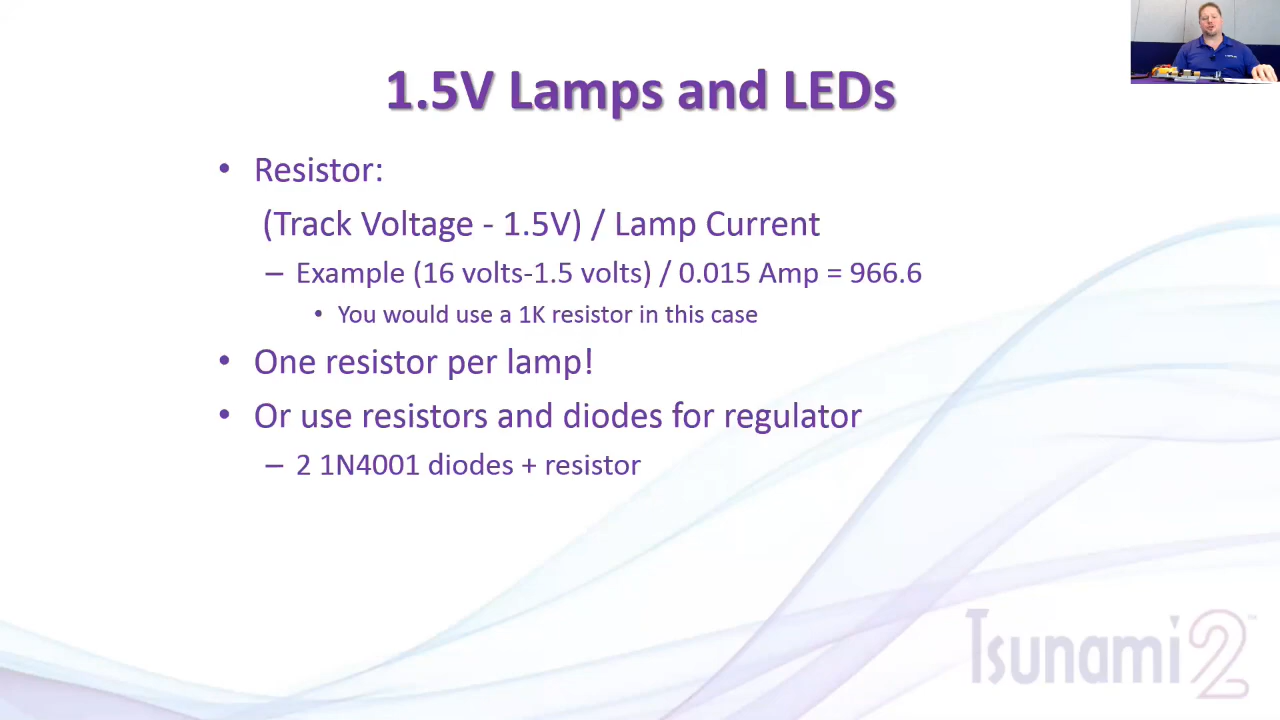 1.5V Lamps and LEDs
• Resistor:
(Track Voltage - 1.5V) / Lamp Current
– Example (16 volts-1.5 volts) / 0.015 Amp = 966.6
• You would use a 1K resistor in this case
• One resistor per lamp!
• Or use resistors and diodes for regulator
– 2 1N4001 diodes + resistor
Tsunami2™